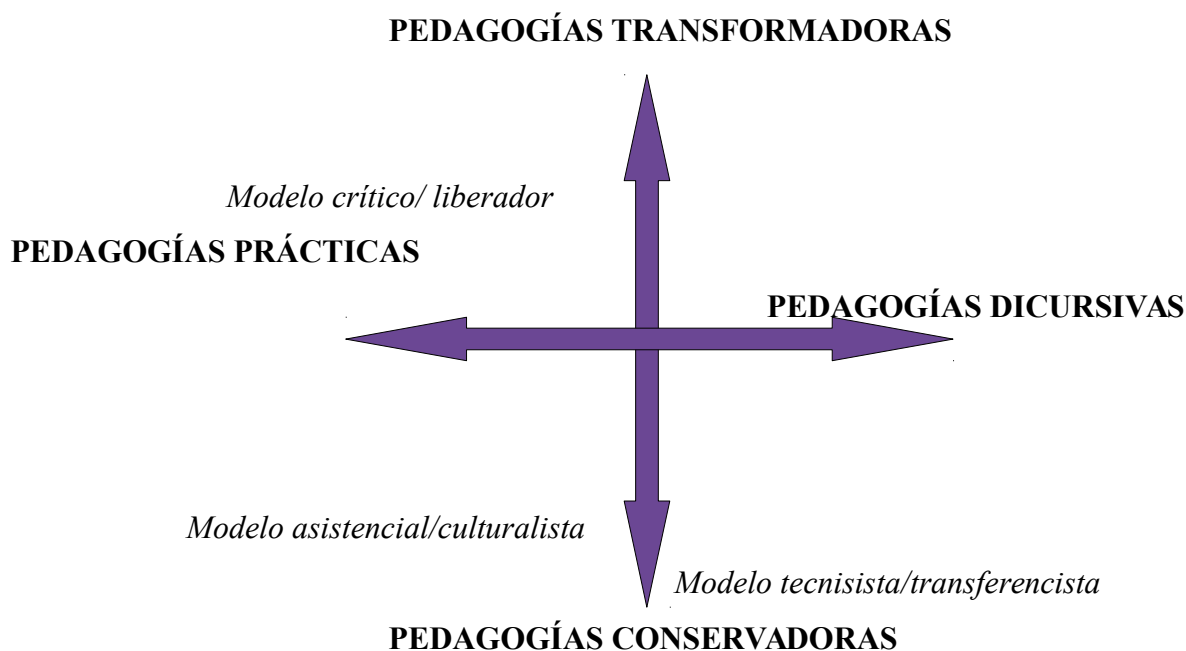 PEDAGOGÍAS TRANSFORMADORAS
Modelo crítico/ liberador
PEDAGOGÍAS PRÁCTICAS
PEDAGOGÍAS DICURSIVAS
Modelo asistencial/culturalista
Modelo tecnisista/transferencista
PEDAGOGÍAS CONSERVADORAS